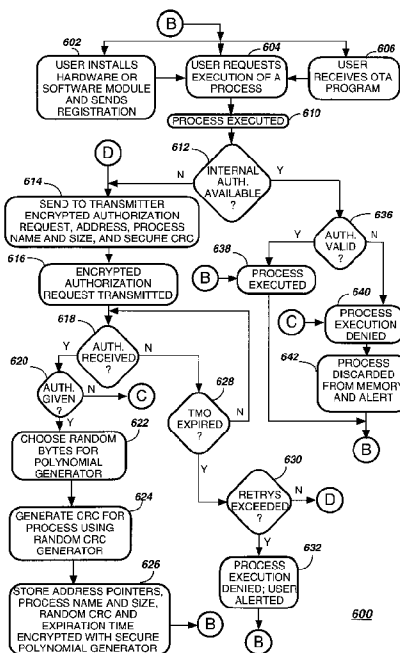 B
602
USER INSTALLS
HARDWARE OR
SOFTWARE MODULE
AND SENDS
REGISTRATION
604
USER REQUESTS
EXECUTION OF A
PROCESS
606
USER
RECEIVES OTA
PROGRAM
PROCESS EXECUTED
610
612
INTERNAL
AUTH.
AVAILABLE
?
N
Y
D
614
SEND TO TRANSMITTER
ENCRYPTED AUTHORIZATION
REQUEST, ADDRESS, PROCESS
NAME AND SIZE, AND SECURE CRC
636
AUTH.
VALID
?
Y
N
638
PROCESS
EXECUTED
B
616
ENCRYPTED
AUTHORIZATION
REQUEST TRANSMITTED
640
PROCESS
EXECUTION
DENIED
C
618
AUTH.
RECEIVED
?
Y
N
642
PROCESS
DISCARDED
FROM MEMORY
AND ALERT
B
620
AUTH.
GIVEN
?
N
C
Y
628
TMO
EXPIRED
?
N
Y
622
CHOOSE RANDOM
BYTES FOR
POLYNOMIAL
GENERATOR
630
RETRYS
EXCEEDED
?
N
D
Y
624
GENERATE CRC FOR
PROCESS USING
RANDOM CRC
GENERATOR
632
PROCESS
EXECUTION
DENIED; USER
ALERTED
B
626
STORE ADDRESS POINTERS,
PROCESS NAME AND SIZE,
RANDOM CRC AND
EXPIRATION TIME
ENCRYPTED WITH SECURE
POLYNOMIAL GENERATOR
B
600